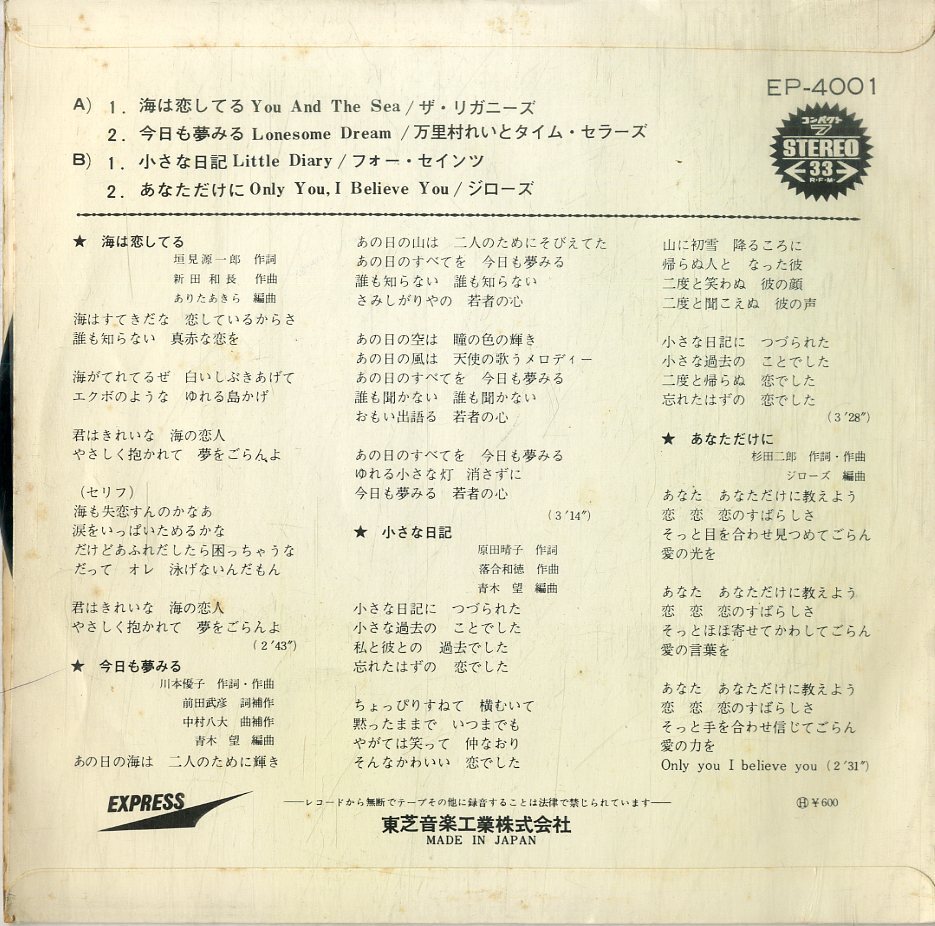 EP-4001
A) 1. 海は恋してる You And The Sea/ザ・リガニーズ
2. 今日も夢みる Lonesome Dream/万里村れいとタイム・セラーズ
B) 1. 小さな日記 Little Diary/フォー・セインツ
2. あなただけに Only You, I Believe You/ジローズ
コンパクト
7
STEREO
33
R・P・M・
★ 海は恋してる
垣見源一郎 作詞
新田和長 作曲
ありたあきら 編曲
海はすてきだな 恋しているからさ
誰も知らない 真赤な恋を
海がてれてるぜ 白いしぶきあげて
エクボのような ゆれる島かげ
君はきれいな 海の恋人
やさしく抱かれて 夢をごらんよ
(セリフ)
海も失恋すんのかなあ
涙をいっぱいためるかな
だけどあふれだしたら困っちゃうな
だって オレ 泳げないんだもん
君はきれいな 海の恋人
やさしく抱かれて 夢をごらんよ
(2′43″)
★ 今日も夢みる
川本優子 作詞・作曲
前田武彦 詞補作
中村八大 曲補作
青木 望 編曲
あの日の海は 二人のために輝き
あの日の山は 二人のためにそびえてた
あの日のすべてを 今日も夢みる
誰も知らない 誰も知らない
さみしがりやの 若者の心
あの日の空は 瞳の色の輝き
あの日の風は 天使の歌うメロディー
あの日のすべてを 今日も夢みる
誰も聞かない 誰も聞かない
おもい出語る 若者の心
あの日のすべてを 今日も夢みる
ゆれる小さな灯 消さずに
今日も夢みる 若者の心
(3′14″)
★ 小さな日記
原田晴子 作詞
落合和徳 作曲
青木 望 編曲
小さな日記に つづられた
小さな過去の ことでした
私と彼との 過去でした
忘れたはずの 恋でした
ちょっぴりすねて 横むいて
黙ったままで いつまでも
やがては笑って 仲なおり
そんなかわいい 恋でした
山に初雪 降るころに
帰らぬ人と なった彼
二度と笑わぬ 彼の顔
二度と聞こえぬ 彼の声
小さな日記に つづられた
小さな過去の ことでした
二度と帰らぬ 恋でした
忘れたはずの 恋でした
(3′28″)
★ あなただけに
杉田二郎 作詞・作曲
ジローズ 編曲
あなた あなただけに教えよう
恋 恋 恋のすばらしさ
そっと目を合わせ見つめてごらん
愛の光を
あなた あなただけに教えよう
恋 恋 恋のすばらしさ
そっとほほ寄せてかわしてごらん
愛の言葉を
あなた あなただけに教えよう
恋 恋 恋のすばらしさ
そっと手を合わせ信じてごらん
愛の力を
Only you I believe you (2′31″)
EXPRESS
──レコードから無断でテープその他に録音することは法律で禁じられています──
Ⓗ¥600
東芝音楽工業株式会社
MADE IN JAPAN